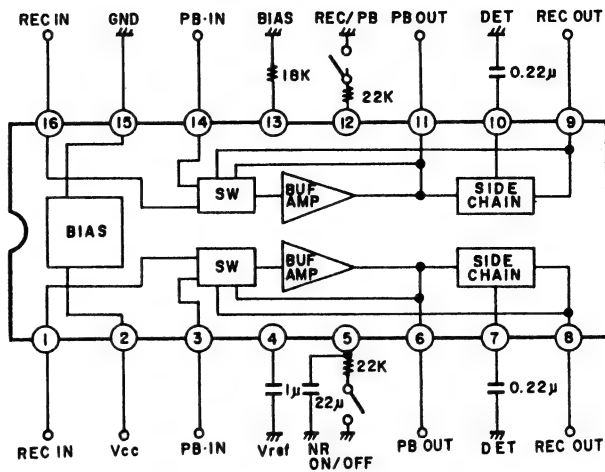 REC IN GND PB·IN BIAS REC/PB PB OUT DET REC OUT
18K
22K
0.22μ
16 15 14 13 12 11 10 9
SW
BUF AMP
SIDE CHAIN
BIAS
SW
BUF AMP
SIDE CHAIN
1 2 3 4 5 6 7 8
1μ
22μ
22K
0.22μ
REC IN Vcc PB·IN Vref NR ON/OFF PB OUT DET REC OUT